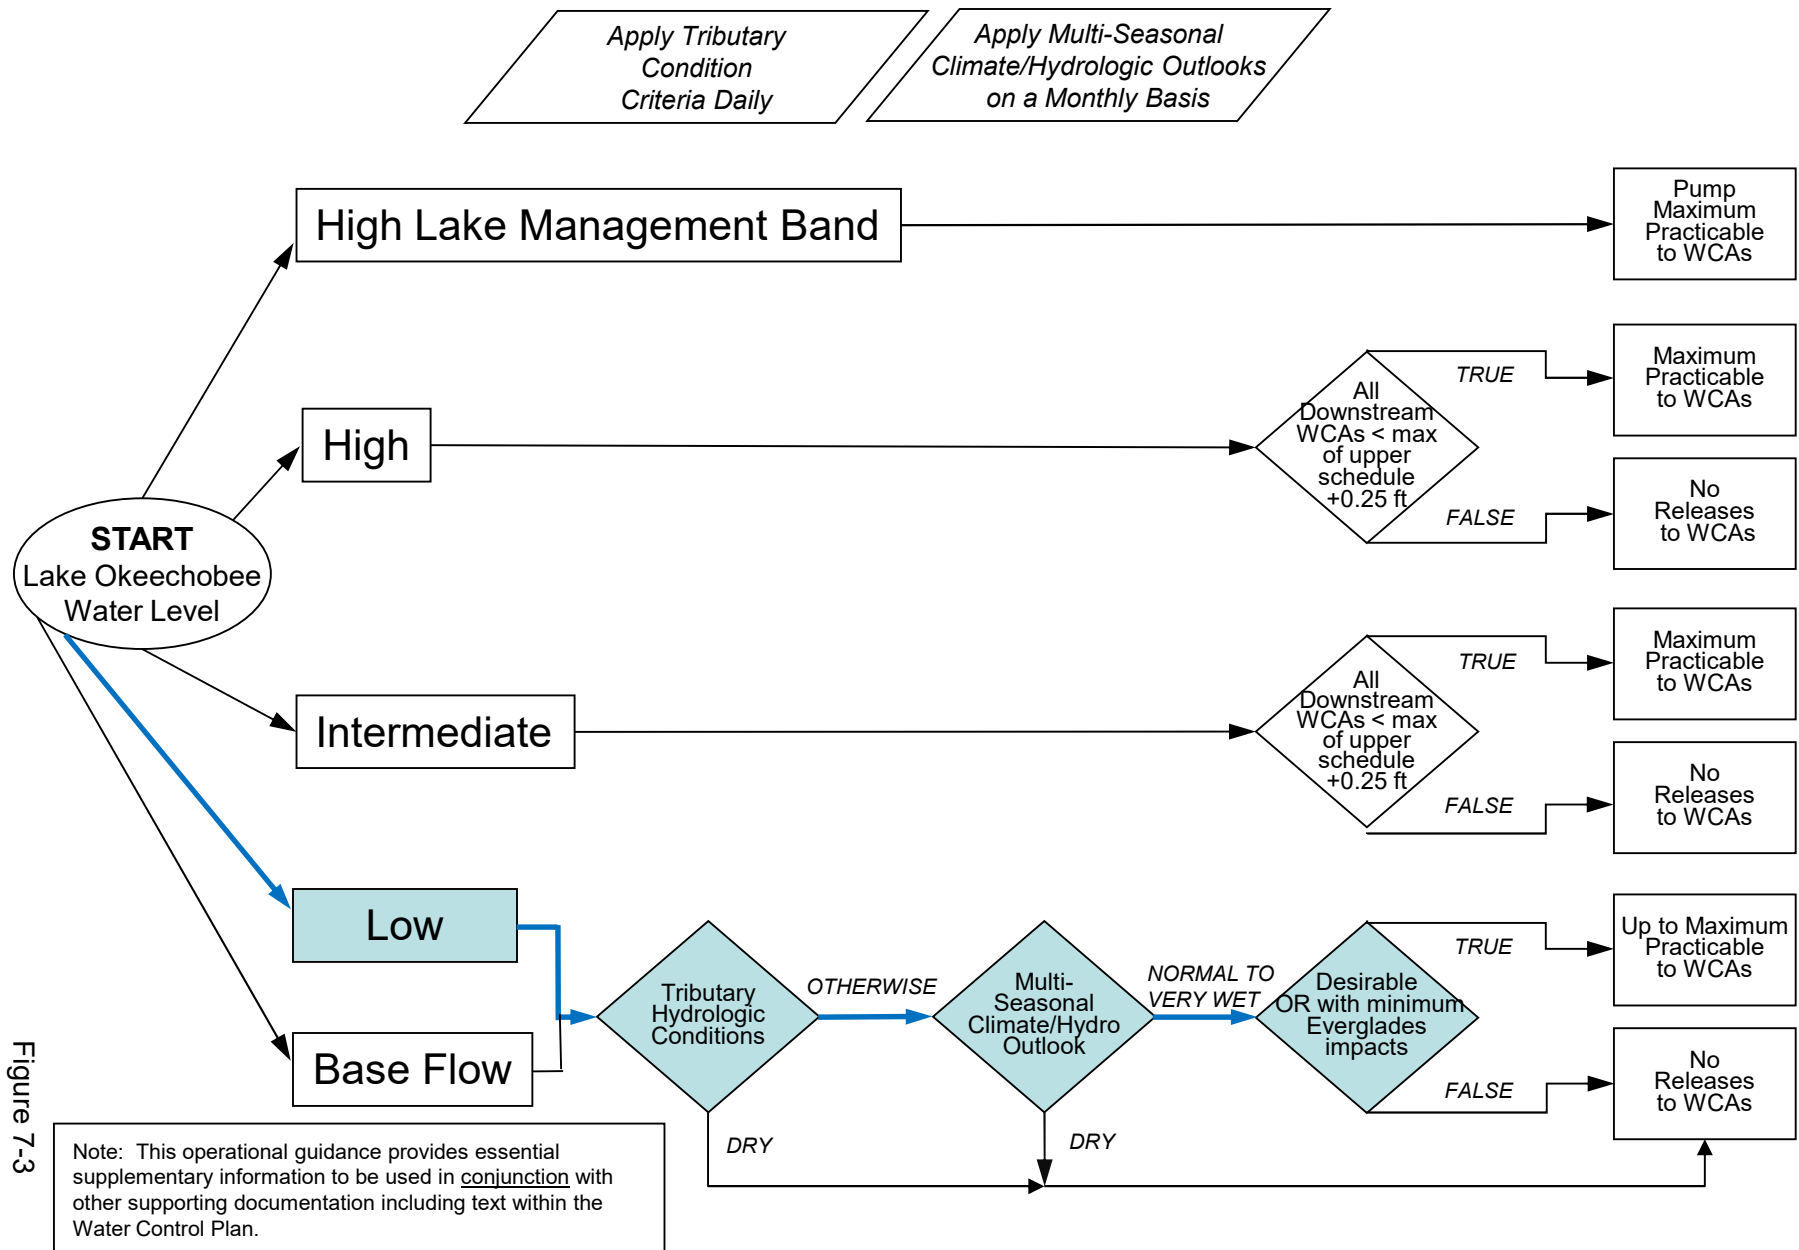 Apply Tributary
Condition
Criteria Daily
Apply Multi-Seasonal
Climate/Hydrologic Outlooks
on a Monthly Basis
High Lake Management Band
Pump
Maximum
Practicable
to WCAs
High
All
Downstream
WCAs < max
of upper
schedule
+0.25 ft
TRUE
Maximum
Practicable
to WCAs
FALSE
No
Releases
to WCAs
START
Lake Okeechobee
Water Level
Intermediate
All
Downstream
WCAs < max
of upper
schedule
+0.25 ft
TRUE
Maximum
Practicable
to WCAs
FALSE
No
Releases
to WCAs
Low
Base Flow
Tributary
Hydrologic
Conditions
OTHERWISE
DRY
Multi-
Seasonal
Climate/Hydro
Outlook
NORMAL TO
VERY WET
DRY
Desirable
OR with minimum
Everglades
impacts
TRUE
Up to Maximum
Practicable
to WCAs
FALSE
No
Releases
to WCAs
Figure 7-3
Note: This operational guidance provides essential
supplementary information to be used in conjunction with
other supporting documentation including text within the
Water Control Plan.